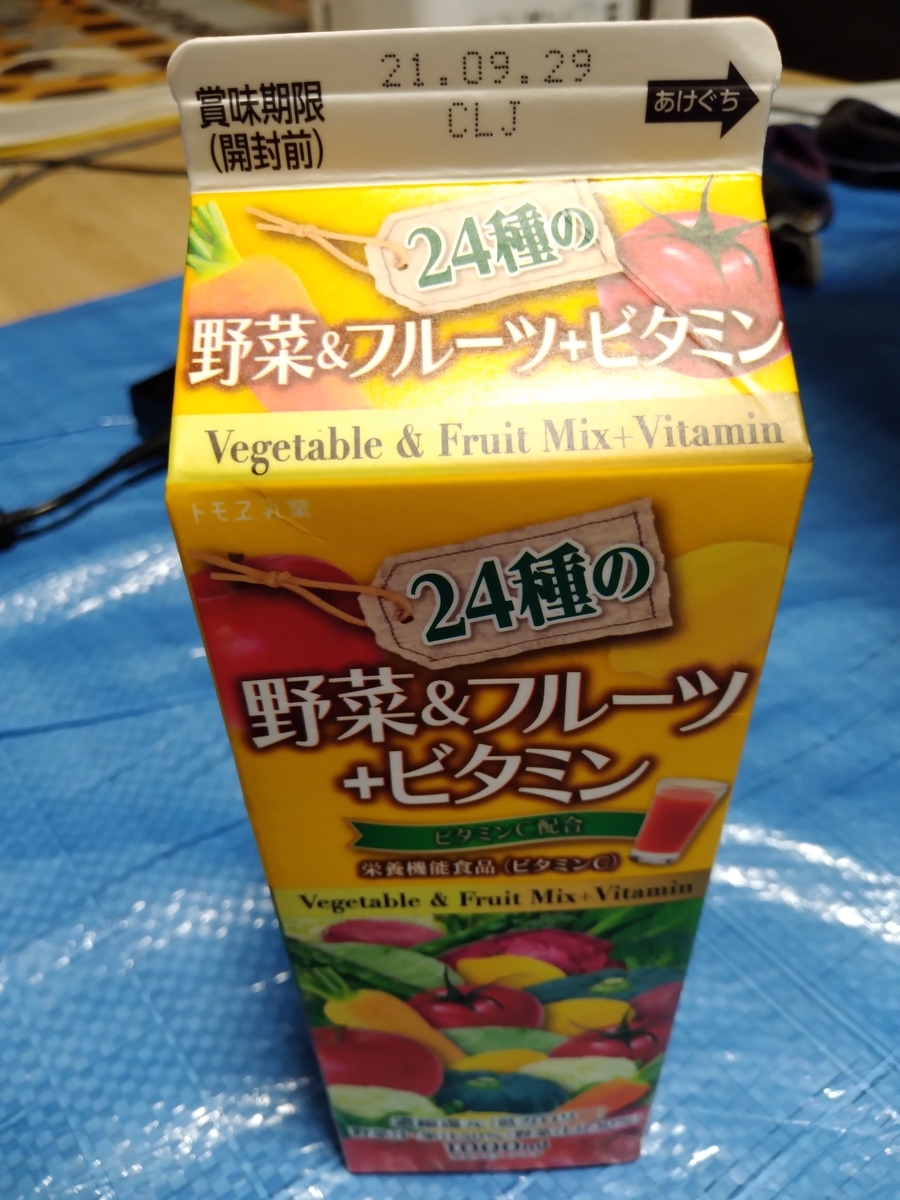 賞味期限
(開封前)
21.09.29
CLJ
あけぐち
24種の
野菜&フルーツ+ビタミン
Vegetable & Fruit Mix+Vitamin
トモヱ乳業
24種の
野菜&フルーツ
+ビタミン
ビタミンC配合
栄養機能食品(ビタミンC)
Vegetable & Fruit Mix+Vitamin
1000ml